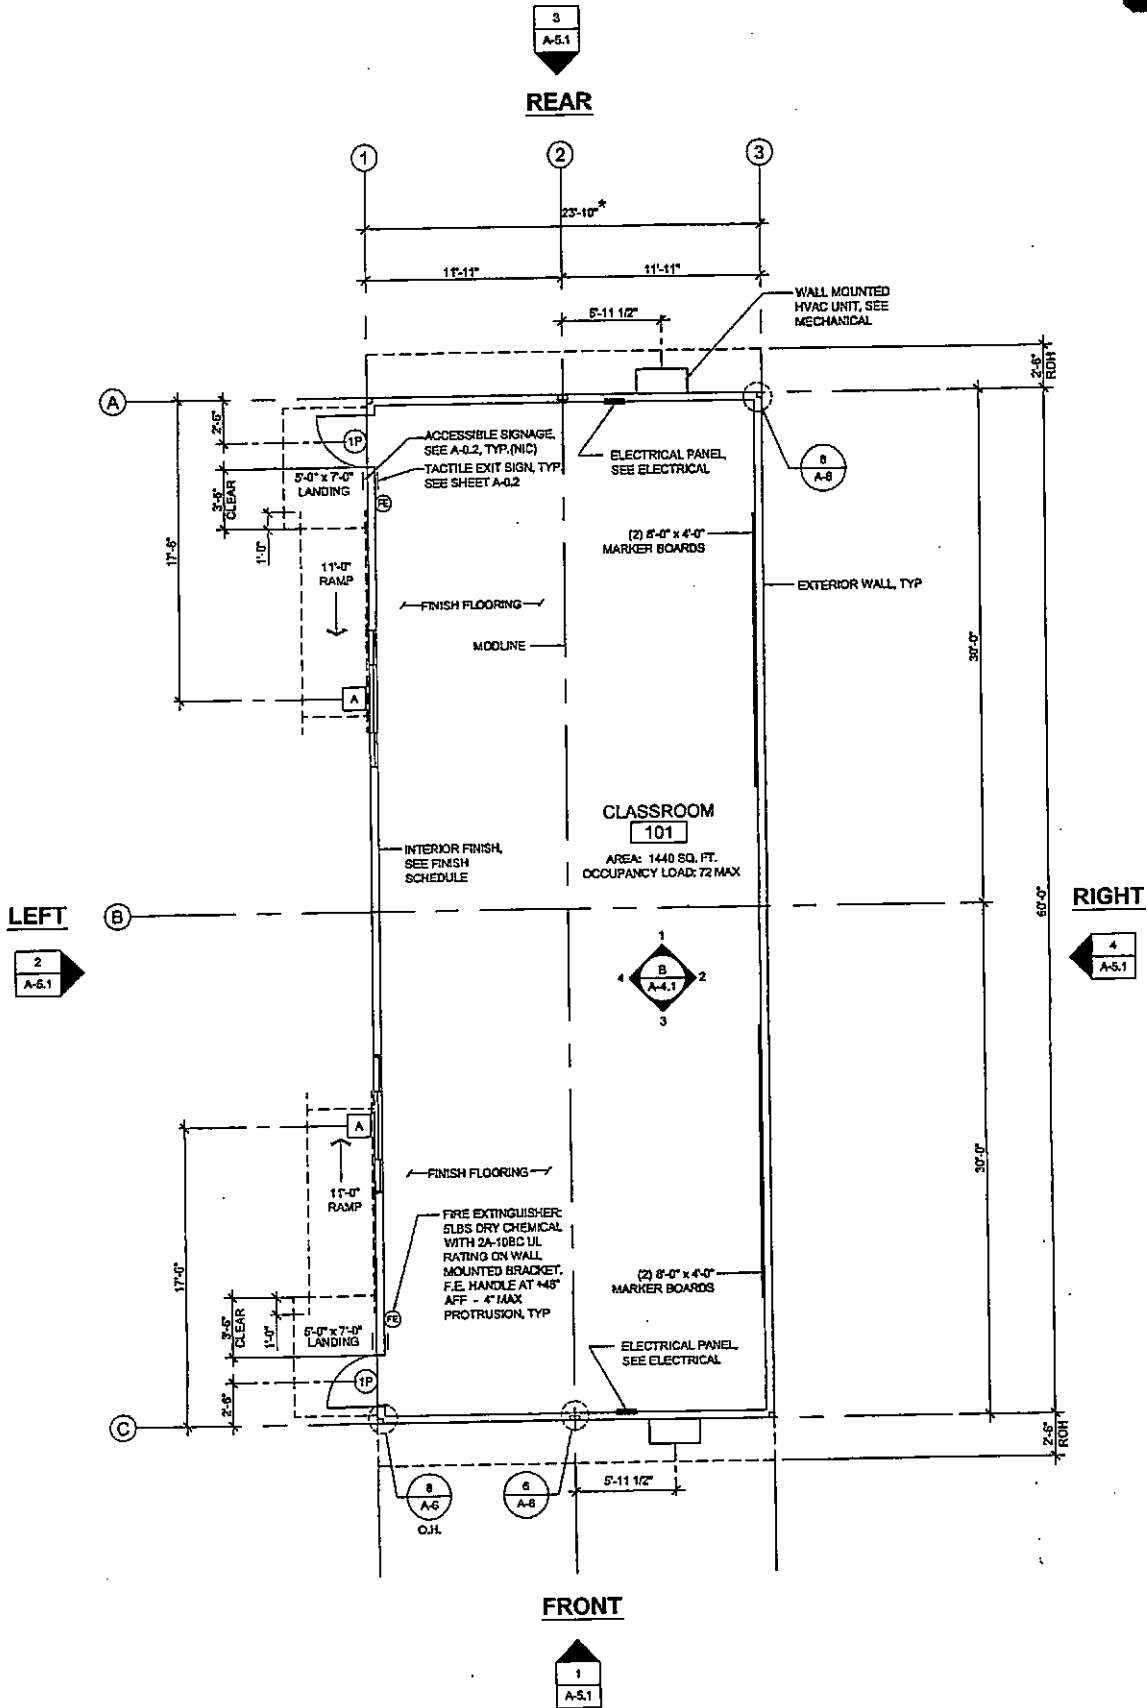 3
A-5.1
REAR
1
2
3
23'-10"*
11'-11"
11'-11"
5'-11 1/2"
WALL MOUNTED
HVAC UNIT, SEE
MECHANICAL
2'-6"
ROH
A
2'-6"
1P
ACCESSIBLE SIGNAGE,
SEE A-0.2, TYP.(NIC)
TACTILE EXIT SIGN, TYP
SEE SHEET A-0.2
ELECTRICAL PANEL,
SEE ELECTRICAL
8
A-6
5'-0" x 7'-0"
LANDING
3'-6"
CLEAR
FE
1'-0"
17'-6"
11'-0"
RAMP
(2) 8'-0" x 4'-0"
MARKER BOARDS
EXTERIOR WALL, TYP
FINISH FLOORING
MODLINE
30'-0"
A
CLASSROOM
101
AREA: 1440 SQ. FT.
OCCUPANCY LOAD: 72 MAX
INTERIOR FINISH,
SEE FINISH
SCHEDULE
60'-0"
LEFT
B
RIGHT
2
A-5.1
1
4
B
A-4.1
2
3
4
A-5.1
A
17'-0"
11'-0"
RAMP
FINISH FLOORING
30'-0"
FIRE EXTINGUISHER:
5LBS DRY CHEMICAL
WITH 2A-10BC UL
RATING ON WALL
MOUNTED BRACKET.
F.E. HANDLE AT +48"
AFF - 4" MAX
PROTRUSION, TYP
(2) 8'-0" x 4'-0"
MARKER BOARDS
3'-6"
CLEAR
1'-0"
5'-0" x 7'-0"
LANDING
FE
ELECTRICAL PANEL,
SEE ELECTRICAL
1P
2'-6"
C
2'-6"
ROH
8
A-6
O.H.
6
A-6
5'-11 1/2"
FRONT
1
A-5.1